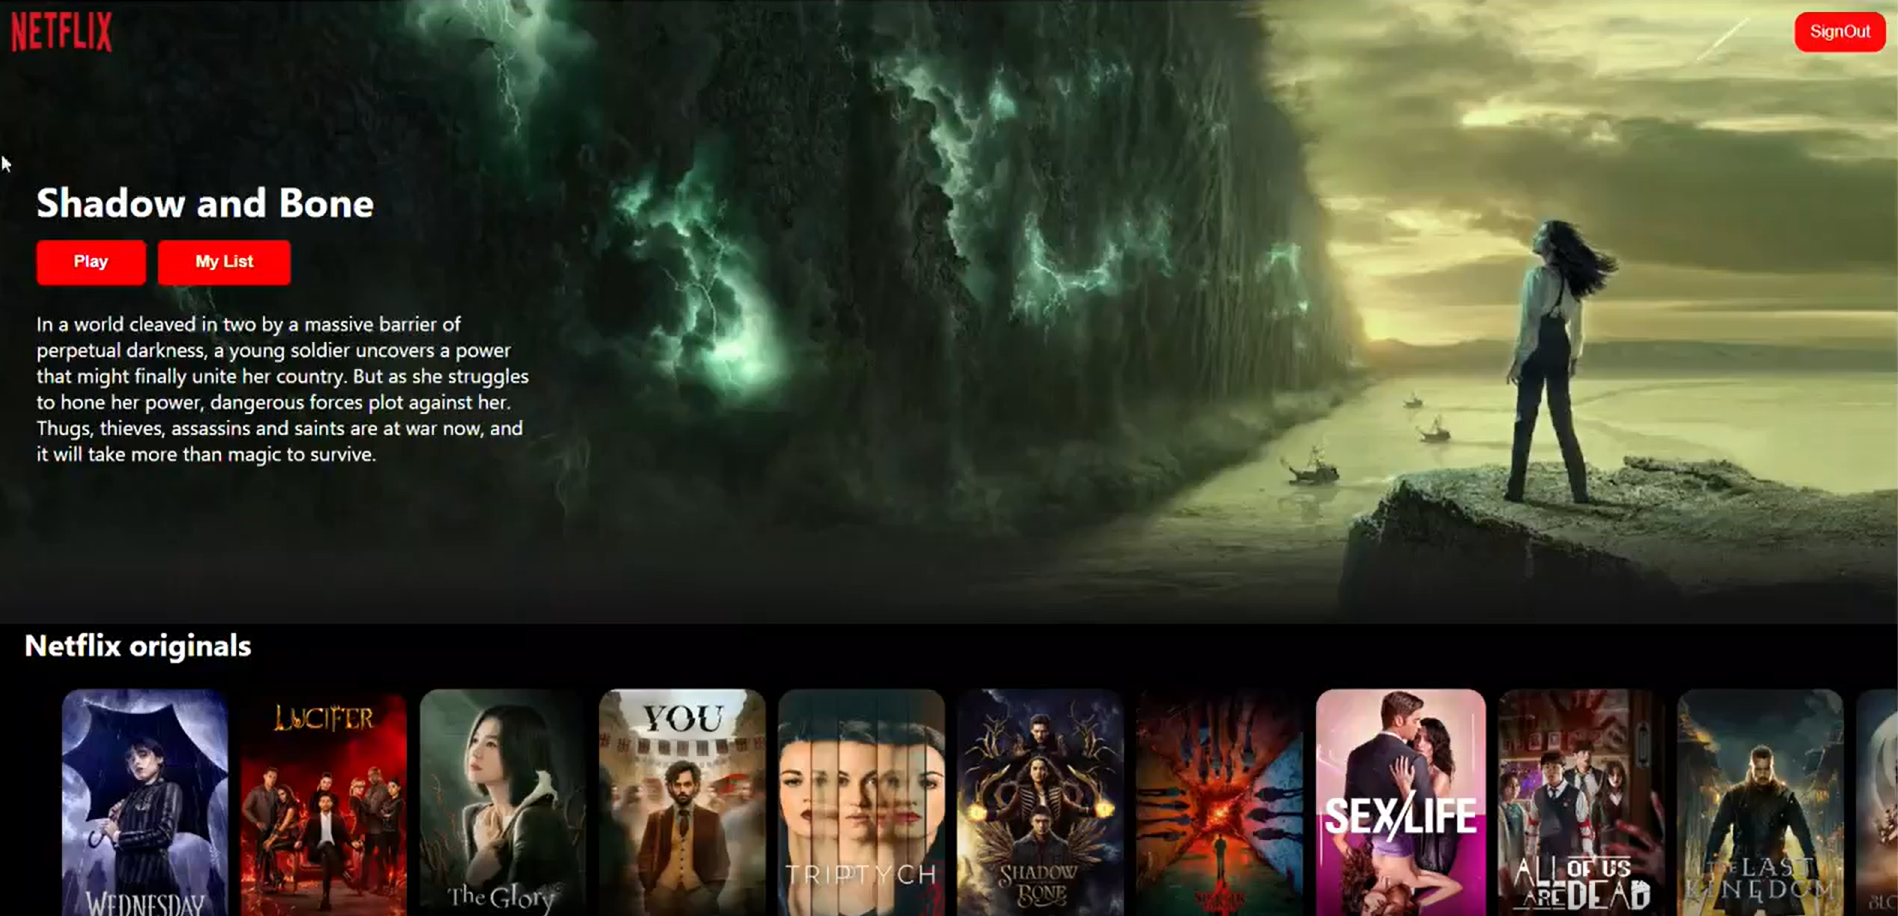 NETFLIX
SignOut
Shadow and Bone
Play
My List
In a world cleaved in two by a massive barrier of
perpetual darkness, a young soldier uncovers a power
that might finally unite her country. But as she struggles
to hone her power, dangerous forces plot against her.
Thugs, thieves, assassins and saints are at war now, and
it will take more than magic to survive.
Netflix originals
WEDNESDAY
LUCIFER
The Glory
YOU
TRIPTYCH
SHADOW
AND
BONE
SEX/LIFE
ALL OF US
ARE DEAD
THE LAST
KINGDOM